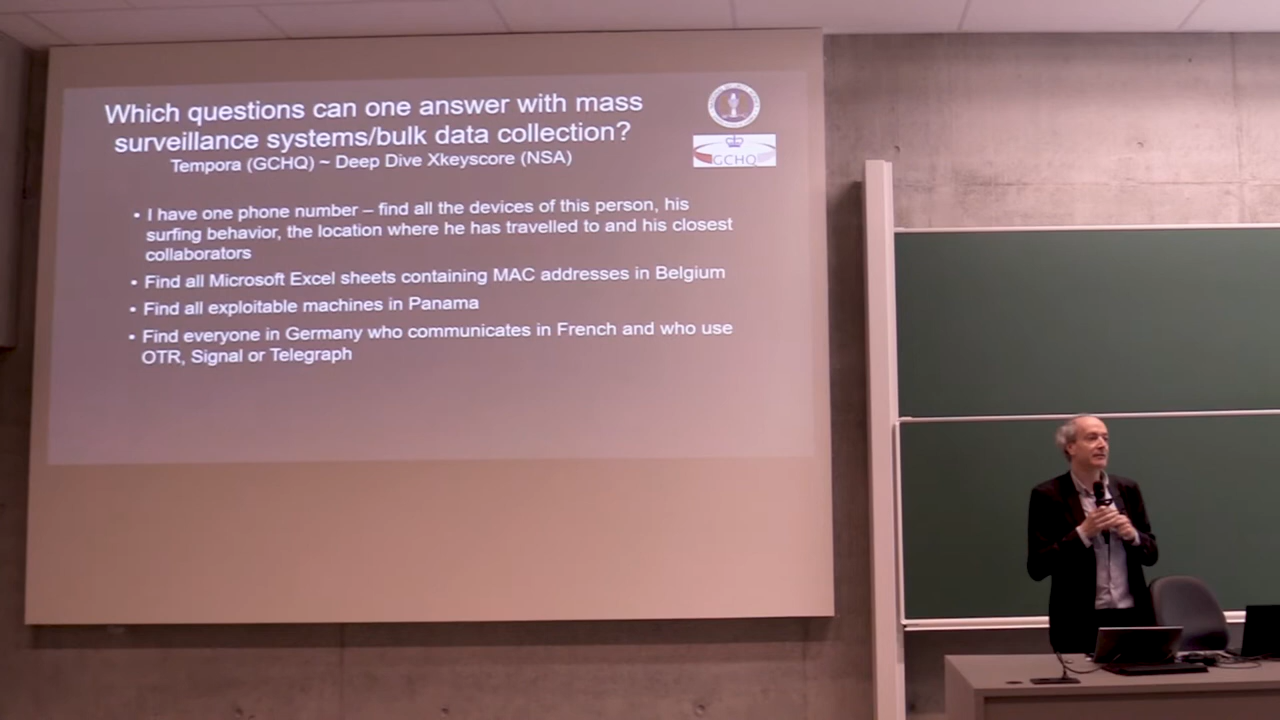 Which questions can one answer with mass
surveillance systems/bulk data collection?
Tempora (GCHQ) ~ Deep Dive Xkeyscore (NSA)
GCHQ
• I have one phone number – find all the devices of this person, his
surfing behavior, the location where he has travelled to and his closest
collaborators
• Find all Microsoft Excel sheets containing MAC addresses in Belgium
• Find all exploitable machines in Panama
• Find everyone in Germany who communicates in French and who use
OTR, Signal or Telegraph